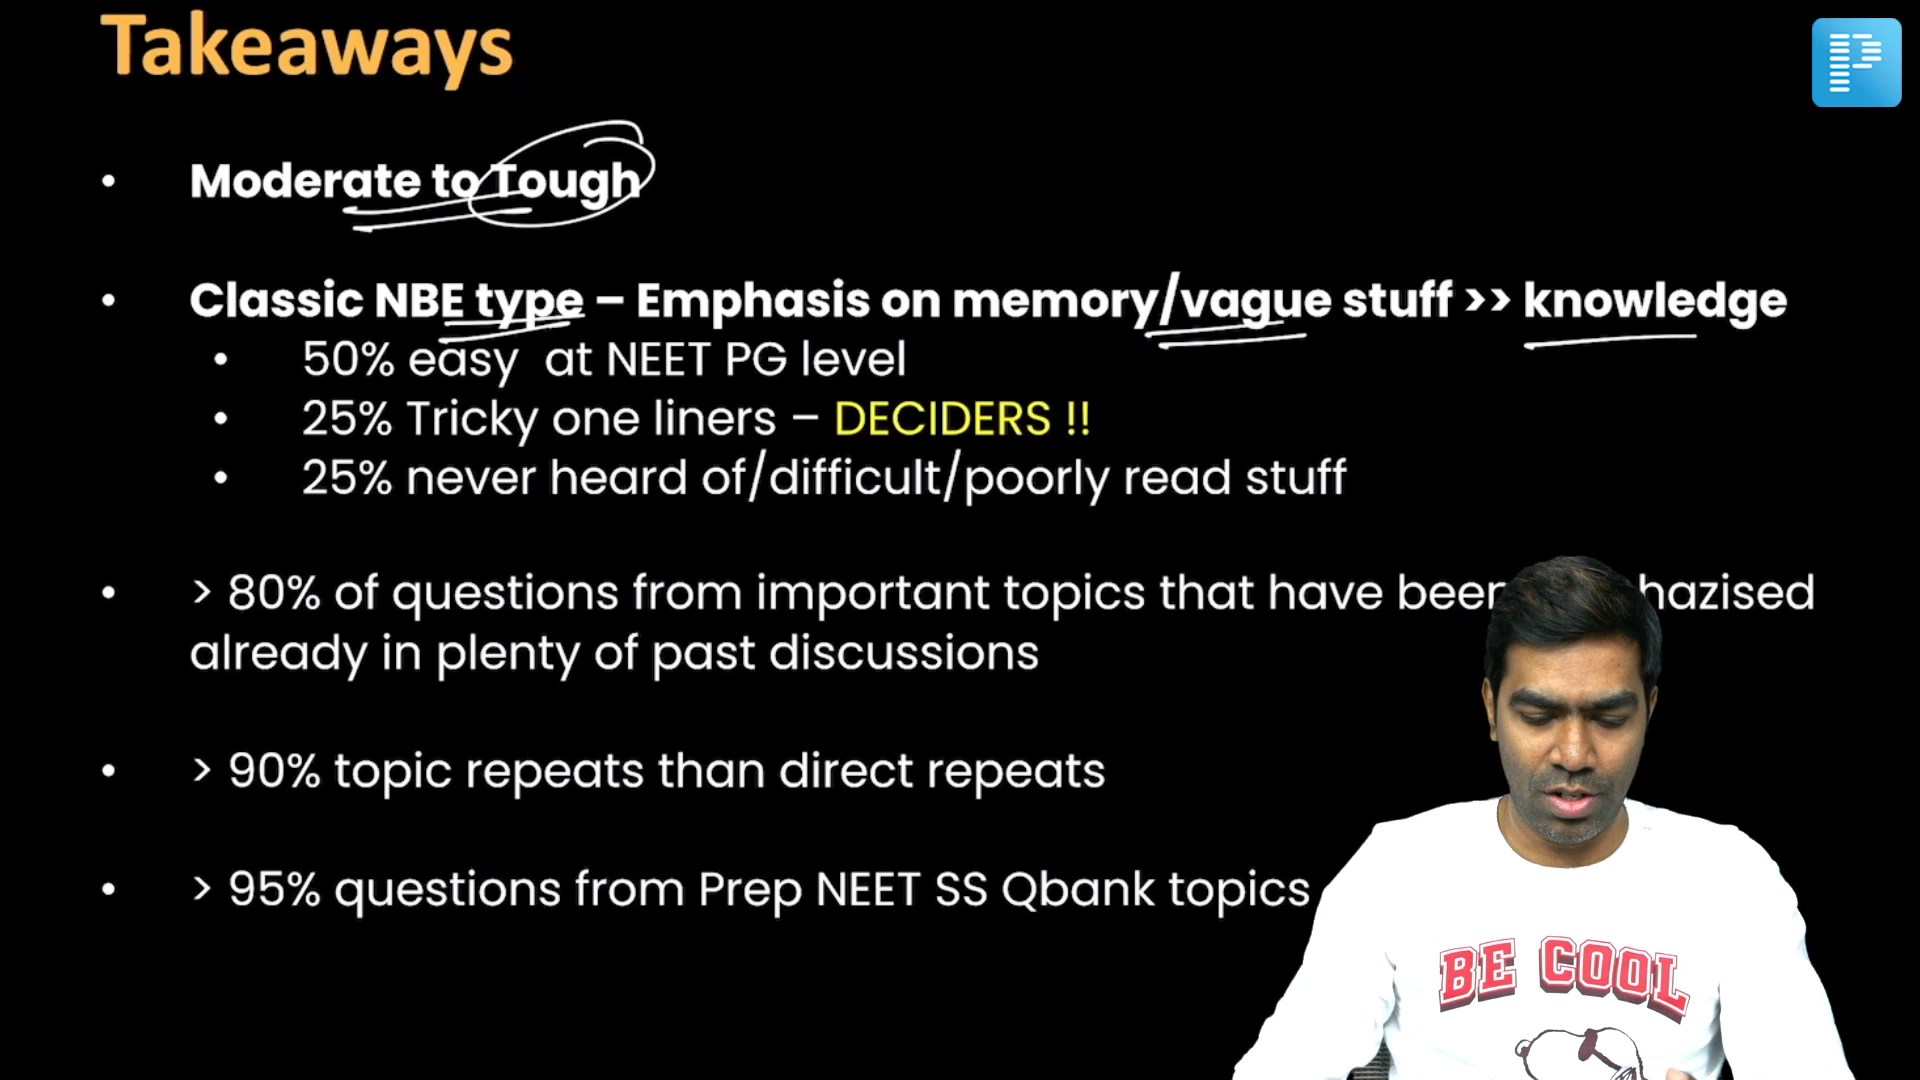 Takeaways
• Moderate to Tough
• Classic NBE type – Emphasis on memory/vague stuff >> knowledge
• 50% easy at NEET PG level
• 25% Tricky one liners – DECIDERS !!
• 25% never heard of/difficult/poorly read stuff
• > 80% of questions from important topics that have been hazised
already in plenty of past discussions
• > 90% topic repeats than direct repeats
• > 95% questions from Prep NEET SS Qbank topics
BE COOL